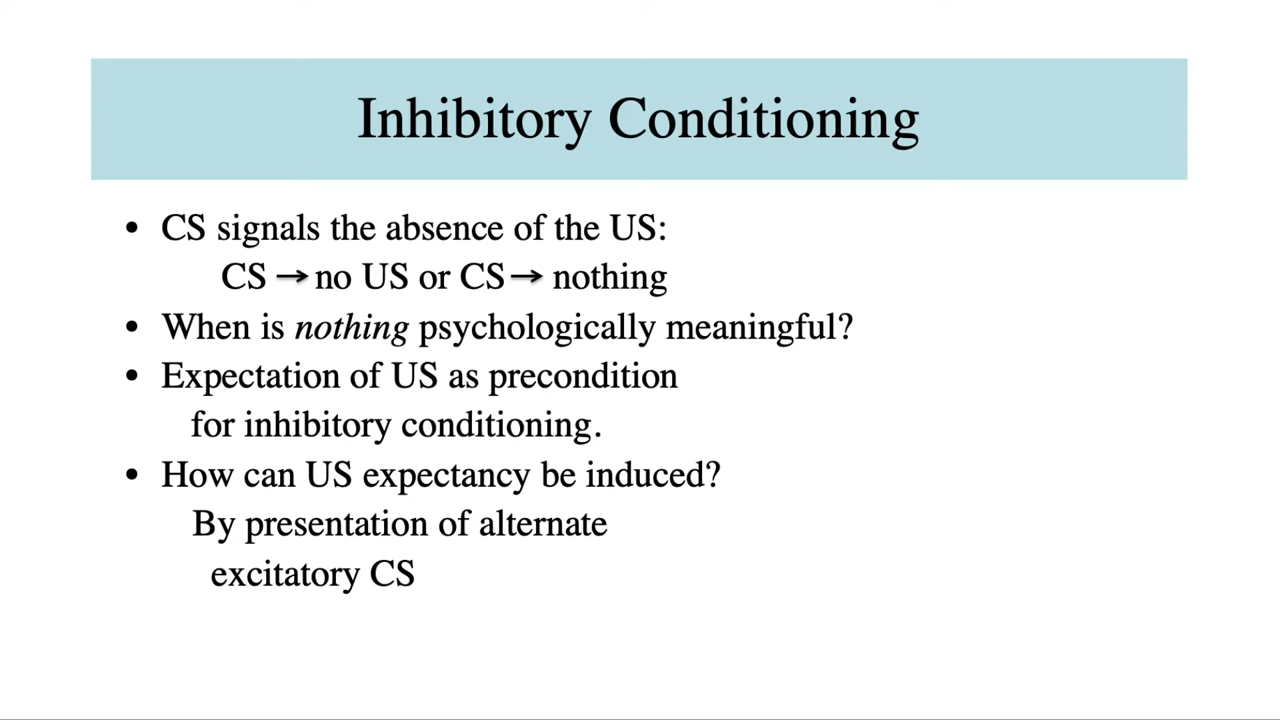 Inhibitory Conditioning
• CS signals the absence of the US:
CS → no US or CS → nothing
• When is nothing psychologically meaningful?
• Expectation of US as precondition
for inhibitory conditioning.
• How can US expectancy be induced?
By presentation of alternate
excitatory CS